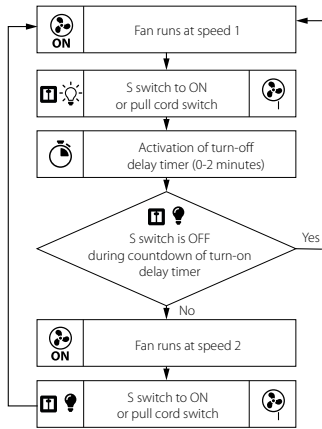 ON
Fan runs at speed 1
S switch to ON
or pull cord switch
Activation of turn-off
delay timer (0-2 minutes)
S switch is OFF
during countdown of turn-on
delay timer
Yes
No
ON
Fan runs at speed 2
S switch to ON
or pull cord switch